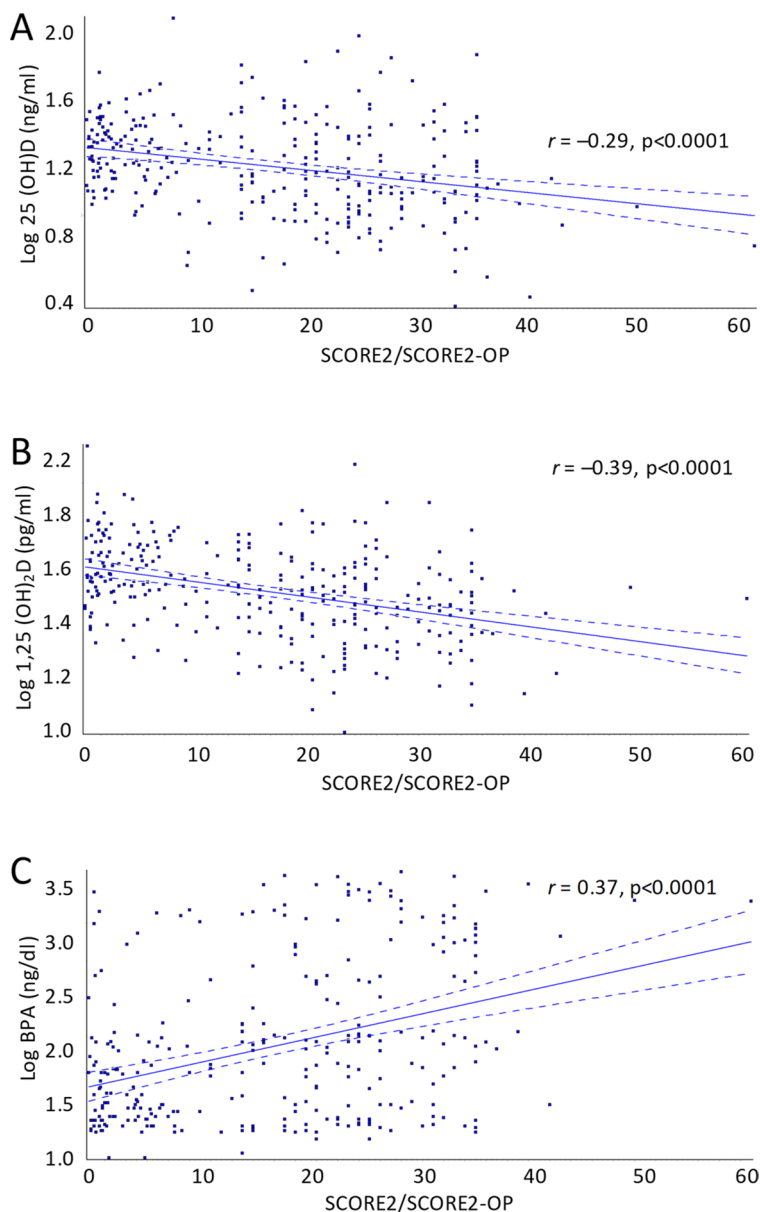 A
Log 25 (OH)D (ng/ml)
2.0
1.6
1.2
0.8
0.4
r = –0.29, p<0.0001
0 10 20 30 40 50 60
SCORE2/SCORE2-OP
B
Log 1,25 (OH)₂D (pg/ml)
2.2
1.8
1.6
1.4
1.2
1.0
r = –0.39, p<0.0001
0 10 20 30 40 50 60
SCORE2/SCORE2-OP
C
Log BPA (ng/dl)
3.5
3.0
2.5
2.0
1.5
1.0
r = 0.37, p<0.0001
0 10 20 30 40 50 60
SCORE2/SCORE2-OP